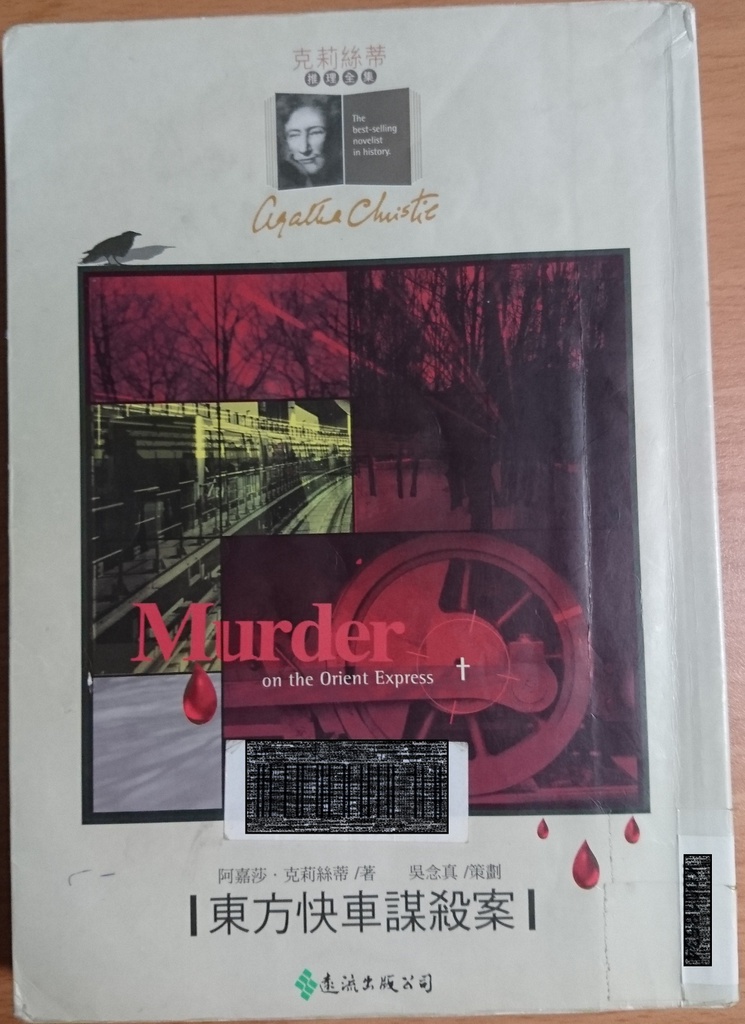 克莉絲蒂
推理全集
The
best-selling
novelist
in history.
Agatha Christie
Murder
on the Orient Express
阿嘉莎·克莉絲蒂/著 吳念真/策劃
東方快車謀殺案
遠流出版公司